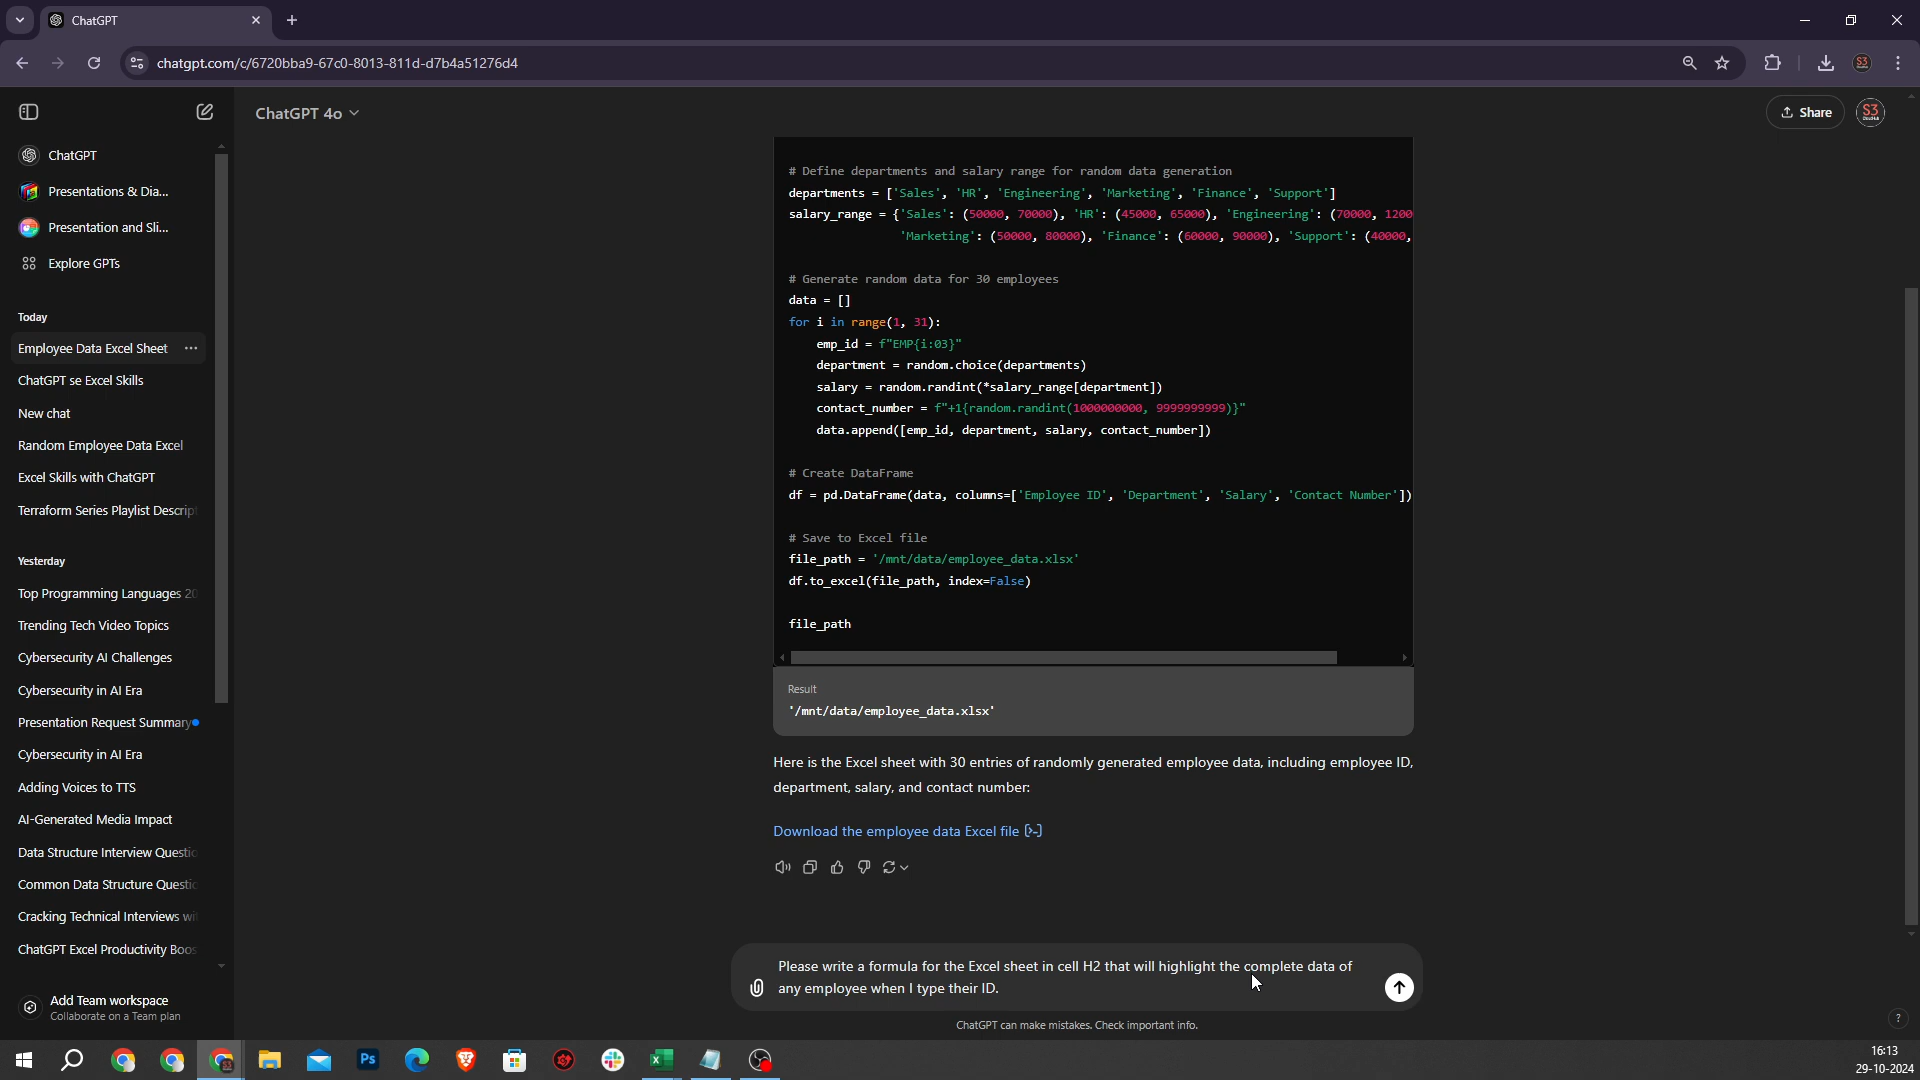 ChatGPT
chatgpt.com/c/6720bba9-67c0-8013-811d-d7b4a51276d4
ChatGPT 4o
Share
S3
ChatGPT
Presentations & Dia...
Presentation and Sli...
Explore GPTs
Today
Employee Data Excel Sheet
ChatGPT se Excel Skills
New chat
Random Employee Data Excel
Excel Skills with ChatGPT
Terraform Series Playlist Descrip
Yesterday
Top Programming Languages 20
Trending Tech Video Topics
Cybersecurity AI Challenges
Cybersecurity in AI Era
Presentation Request Summary
Cybersecurity in AI Era
Adding Voices to TTS
AI-Generated Media Impact
Data Structure Interview Questio
Common Data Structure Questio
Cracking Technical Interviews wi
ChatGPT Excel Productivity Boos
Add Team workspace
Collaborate on a Team plan
# Define departments and salary range for random data generation
departments = ['Sales', 'HR', 'Engineering', 'Marketing', 'Finance', 'Support']
salary_range = {'Sales': (50000, 70000), 'HR': (45000, 65000), 'Engineering': (70000, 1200
'Marketing': (50000, 80000), 'Finance': (60000, 90000), 'Support': (40000,
# Generate random data for 30 employees
data = []
for i in range(1, 31):
emp_id = f"EMP{i:03}"
department = random.choice(departments)
salary = random.randint(*salary_range[department])
contact_number = f"+1{random.randint(1000000000, 9999999999)}"
data.append([emp_id, department, salary, contact_number])
# Create DataFrame
df = pd.DataFrame(data, columns=['Employee ID', 'Department', 'Salary', 'Contact Number'])
# Save to Excel file
file_path = '/mnt/data/employee_data.xlsx'
df.to_excel(file_path, index=False)
file_path
Result
'/mnt/data/employee_data.xlsx'
Here is the Excel sheet with 30 entries of randomly generated employee data, including employee ID,
department, salary, and contact number:
Download the employee data Excel file [>-]
Please write a formula for the Excel sheet in cell H2 that will highlight the complete data of
any employee when I type their ID.
ChatGPT can make mistakes. Check important info.
?
Ps
16:13
29-10-2024